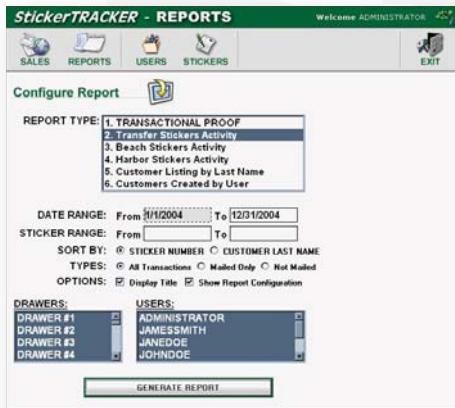 StickerTRACKER - REPORTS Welcome ADMINISTRATOR
SALES REPORTS USERS STICKERS EXIT
Configure Report
REPORT TYPE: 1. TRANSACTIONAL PROOF
2. Transfer Stickers Activity
3. Beach Stickers Activity
4. Harbor Stickers Activity
5. Customer Listing by Last Name
6. Customers Created by User
DATE RANGE: From 1/1/2004 To 12/31/2004
STICKER RANGE: From To
SORT BY: STICKER NUMBER CUSTOMER LAST NAME
TYPES: All Transactions Mailed Only Not Mailed
OPTIONS: Display Title Show Report Configuration
DRAWERS: USERS:
DRAWER #1 ADMINISTRATOR
DRAWER #2 JAMESSMITH
DRAWER #3 JANEDOE
DRAWER #4 JOHNDOE
GENERATE REPORT